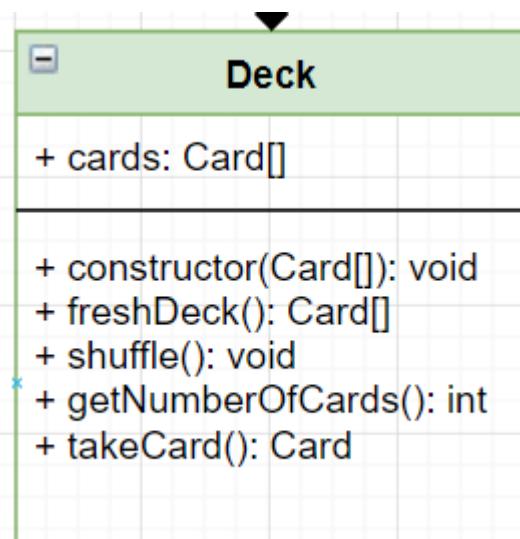 Deck
+ cards: Card[]
+ constructor(Card[]): void
+ freshDeck(): Card[]
+ shuffle(): void
+ getNumberOfCards(): int
+ takeCard(): Card